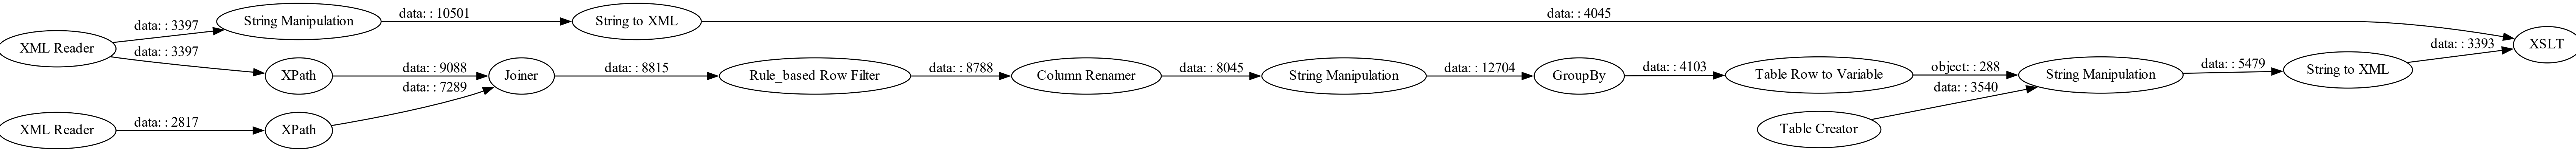 data: : 10501
data: : 4045
String Manipulation
String to XML
data: : 3397
XML Reader
data: : 3393
XSLT
data: : 3397
data: : 9088
data: : 8815
data: : 8788
data: : 8045
data: : 12704
data: : 4103
object: : 288
data: : 5479
XPath
Joiner
Rule_based Row Filter
Column Renamer
String Manipulation
GroupBy
Table Row to Variable
String Manipulation
String to XML
data: : 7289
data: : 3540
XML Reader
data: : 2817
XPath
Table Creator